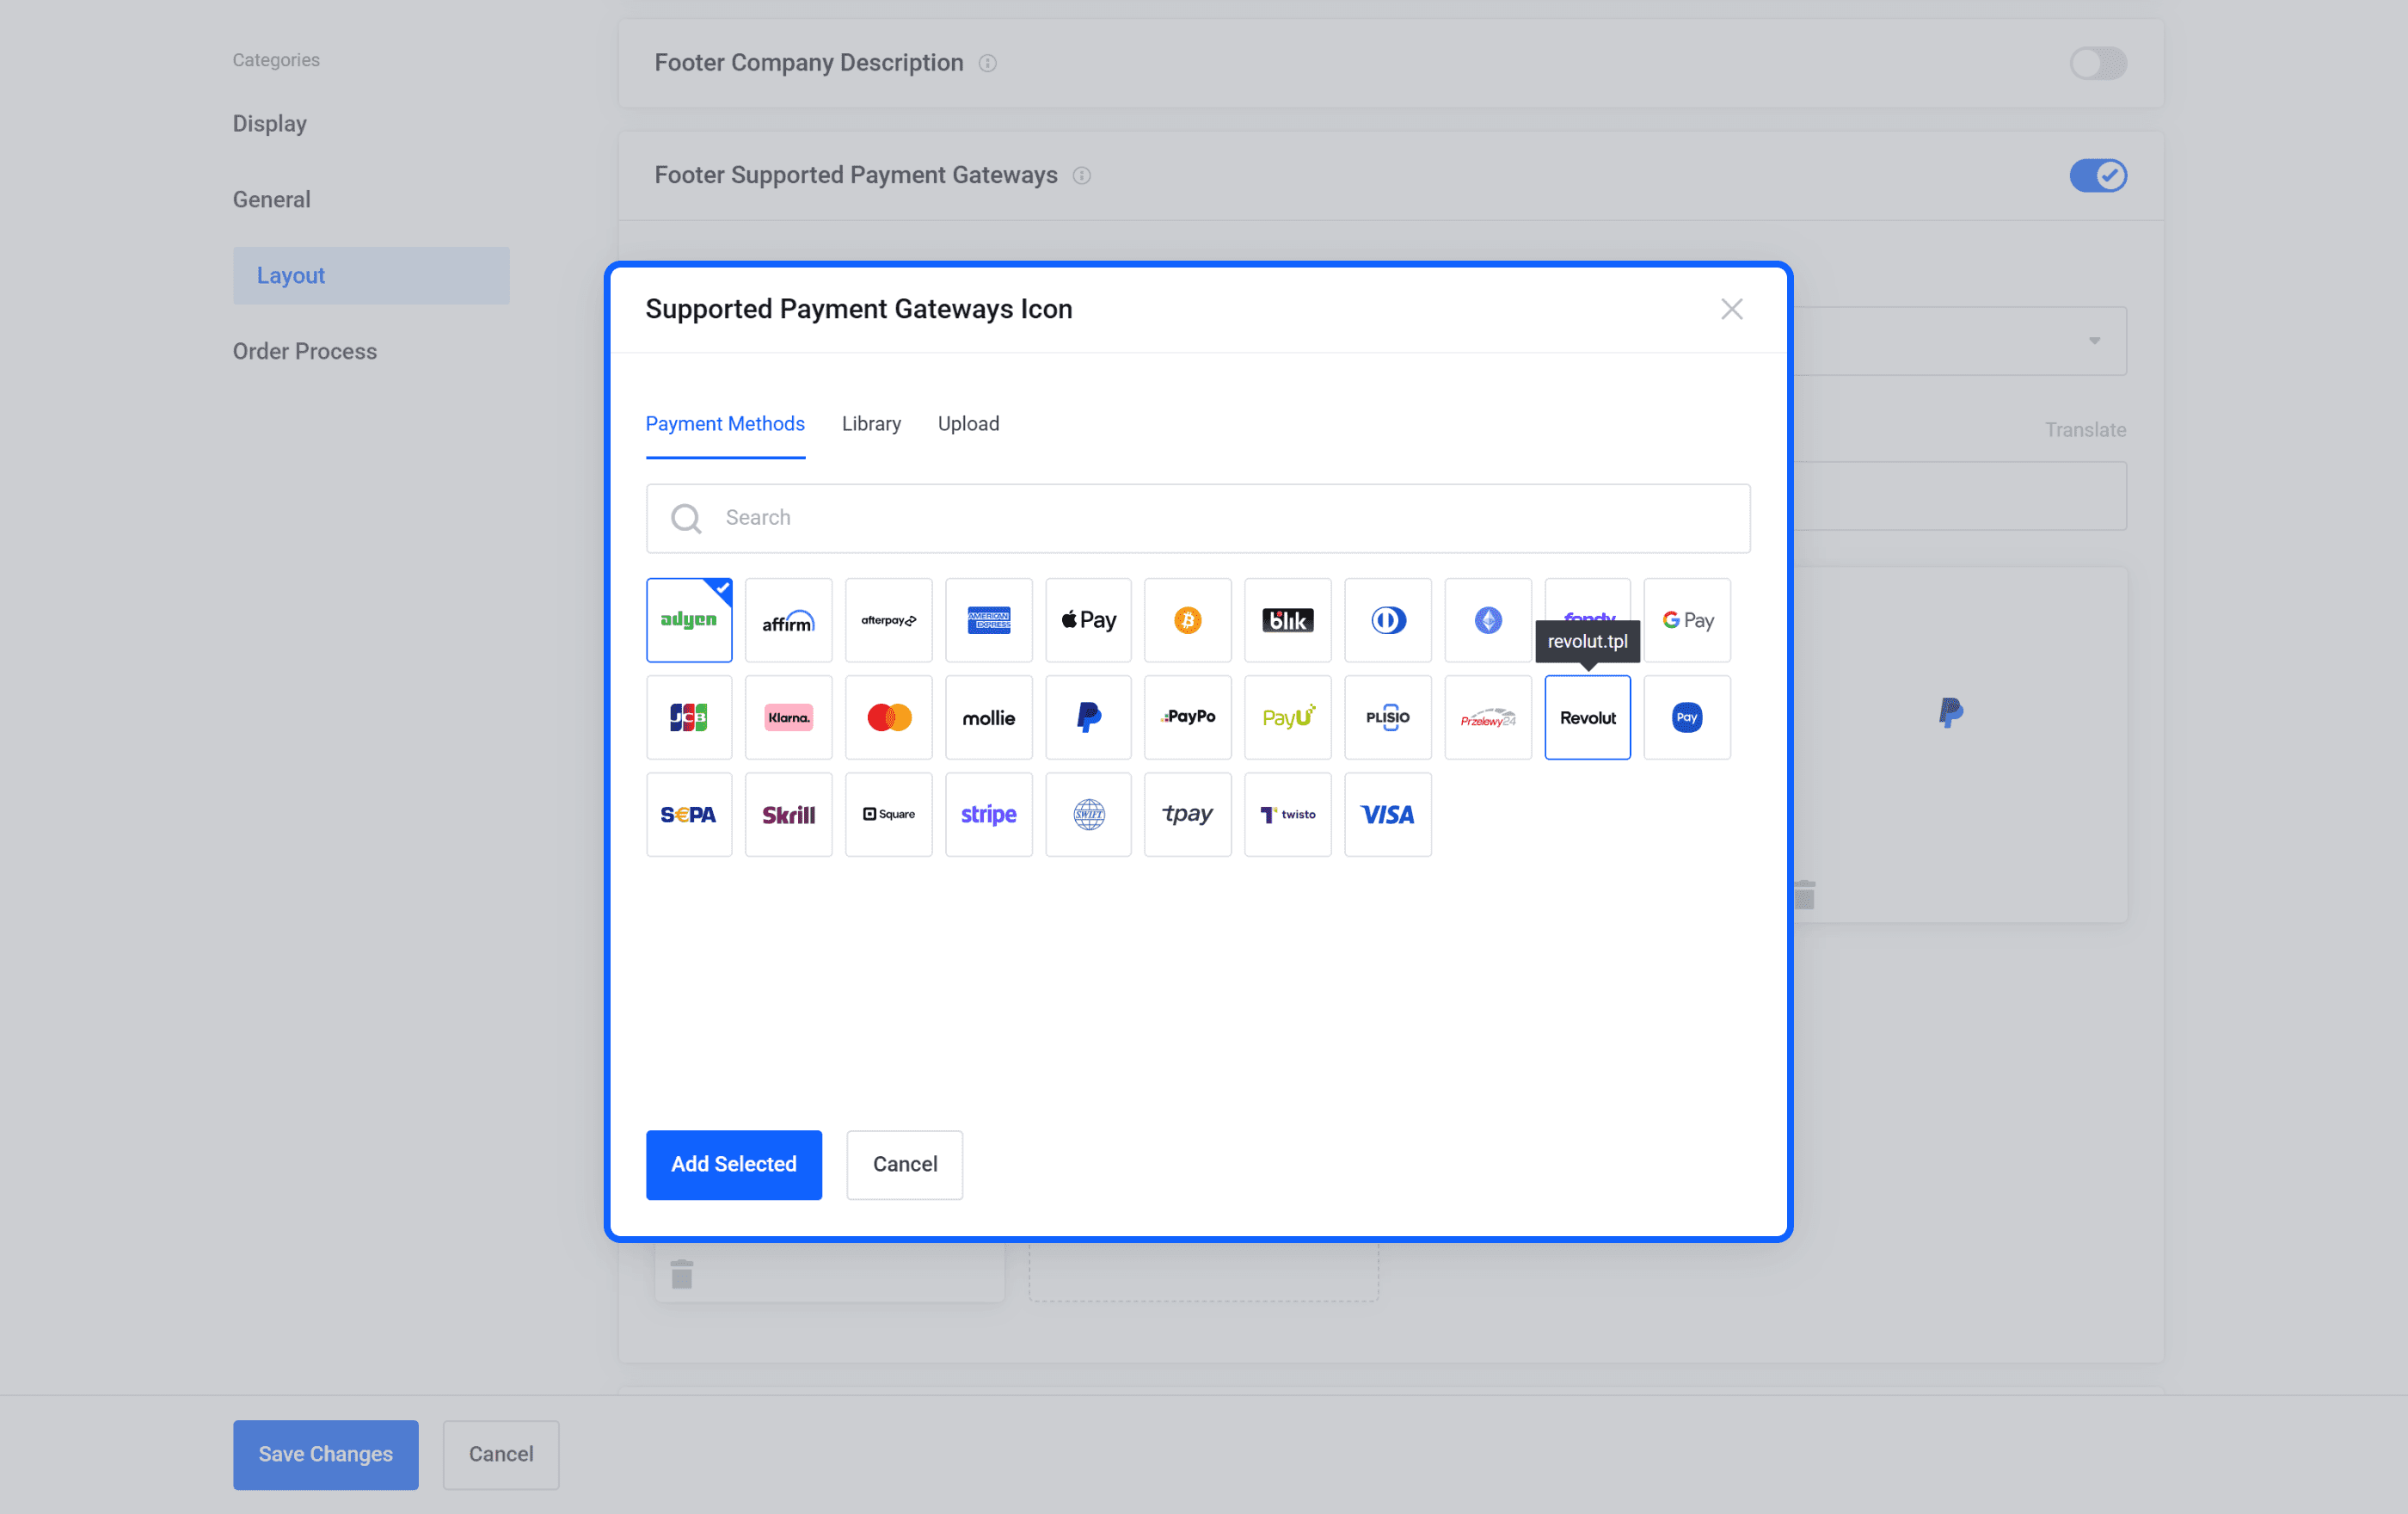 Categories
Display
General
Layout
Order Process
Footer Company Description
Footer Supported Payment Gateways
Translate
Supported Payment Gateways Icon
Payment Methods Library Upload
Search
adyen affirm afterpay AMERICAN EXPRESS Pay blik fondy G Pay
revolut.tpl
JCB Klarna. mollie PayPo PayU PLISIO Przelewy24 Revolut Pay
S€PA Skrill Square stripe SWIFT tpay twisto VISA
Add Selected Cancel
Save Changes Cancel